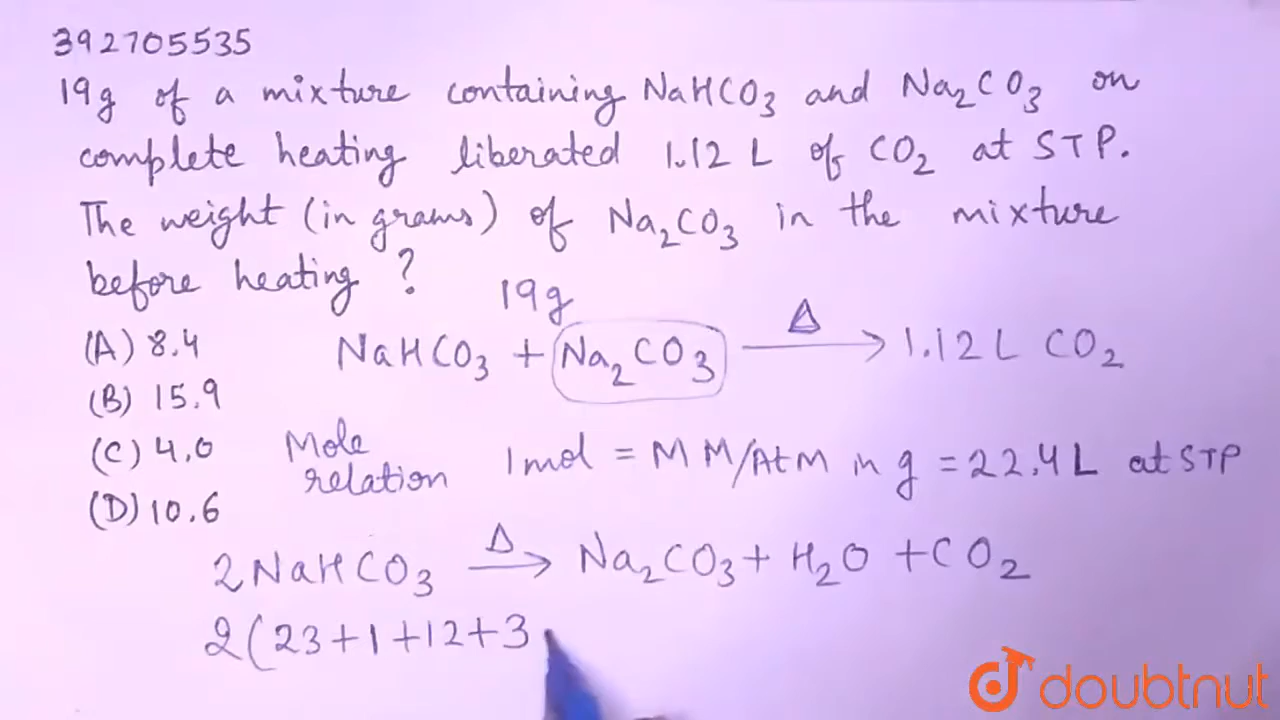 392705535
19g of a mixture containing NaHCO3 and Na2CO3 on
complete heating liberated 1.12 L of CO2 at STP.
The weight (in grams) of Na2CO3 in the mixture
before heating ?
19g
(A) 8.4
NaHCO3 + Na2CO3 →Δ 1.12 L CO2
(B) 15.9
(C) 4.0
Mole relation
1 mol = M M/At M in g = 22.4 L at STP
(D) 10.6
2NaHCO3 →Δ Na2CO3 + H2O + CO2
2(23+1+12+3
doubtnut